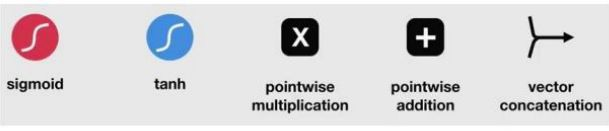 X
+
sigmoid
tanh
pointwise
multiplication
pointwise
addition
vector
concatenation